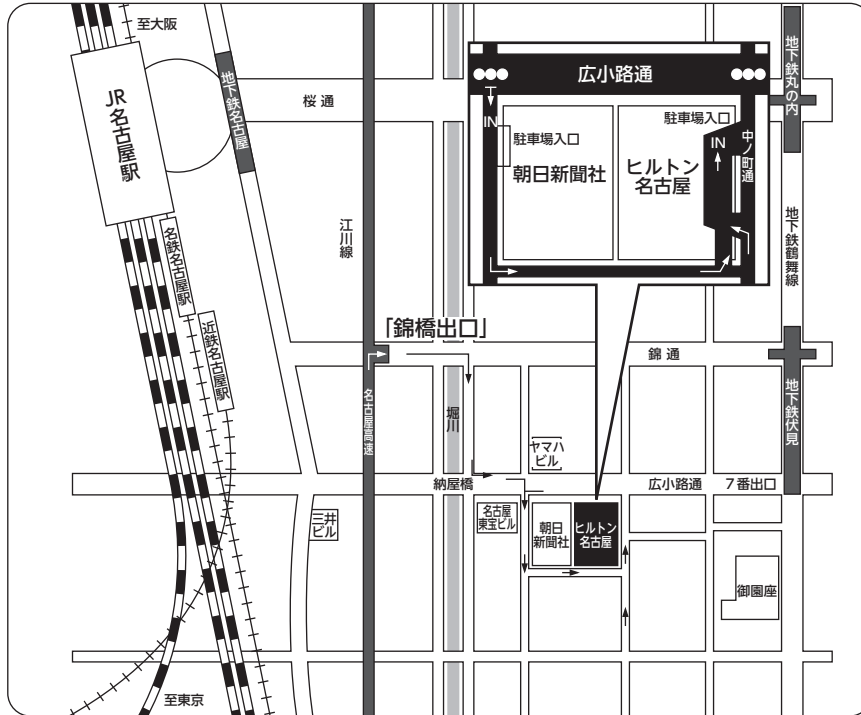 至大阪
JR名古屋駅
地下鉄名古屋
桜通
広小路通
IN
駐車場入口
朝日新聞社
駐車場入口
IN
ヒルトン
名古屋
中ノ町通
地下鉄丸の内
地下鉄鶴舞線
江川線
名鉄名古屋駅
近鉄名古屋駅
「錦橋出口」
錦通
名古屋高速
堀川
地下鉄伏見
ヤマハ
ビル
納屋橋
広小路通
7番出口
三井
ビル
名古屋
東宝ビル
朝日
新聞社
ヒルトン
名古屋
御園座
至東京